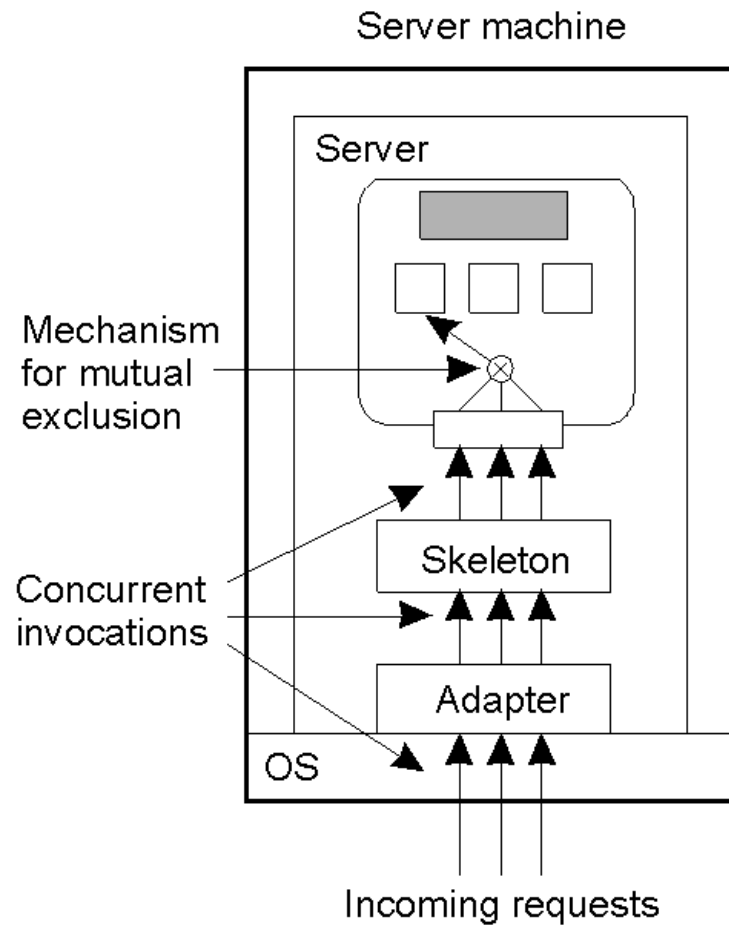 Server machine
Server
Mechanism
for mutual
exclusion
Skeleton
Concurrent
invocations
Adapter
OS
Incoming requests